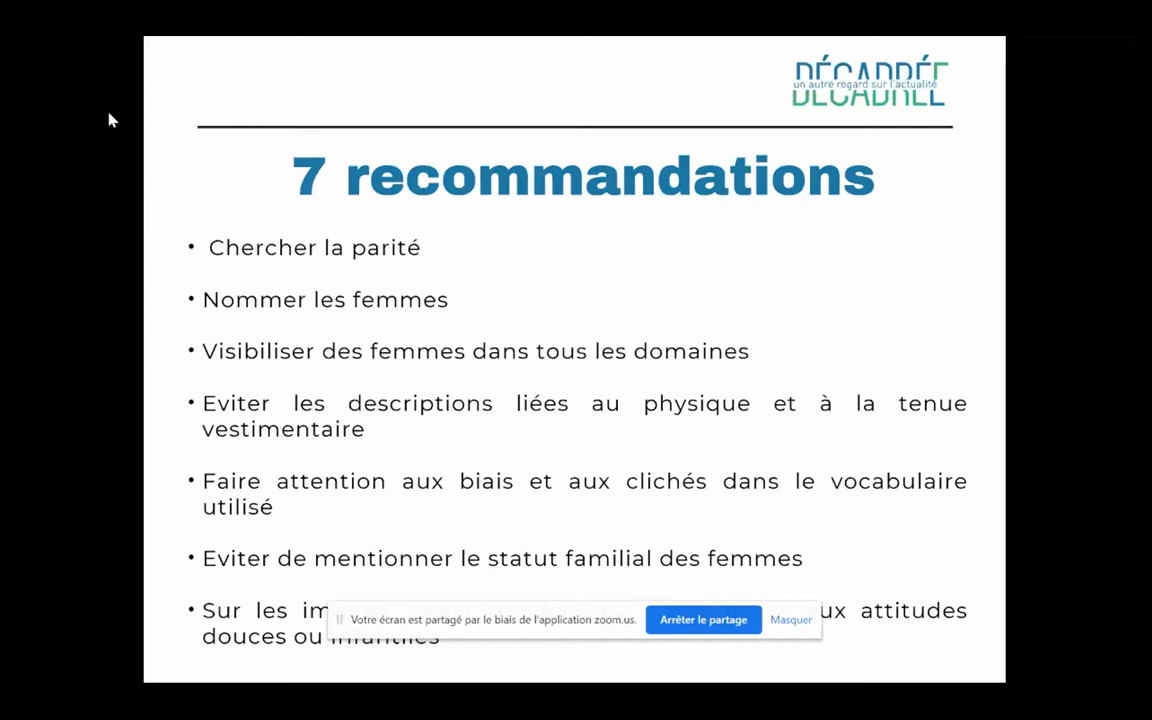 DÉCADRÉE
un autre regard sur l'actualité
7 recommandations
• Chercher la parité
• Nommer les femmes
• Visibiliser des femmes dans tous les domaines
• Eviter les descriptions liées au physique et à la tenue
vestimentaire
• Faire attention aux biais et aux clichés dans le vocabulaire
utilisé
• Eviter de mentionner le statut familial des femmes
• Sur les attitudes
douces ou infantiles
Votre écran est partagé par le biais de l'application zoom.us. Arrêter le partage Masquer